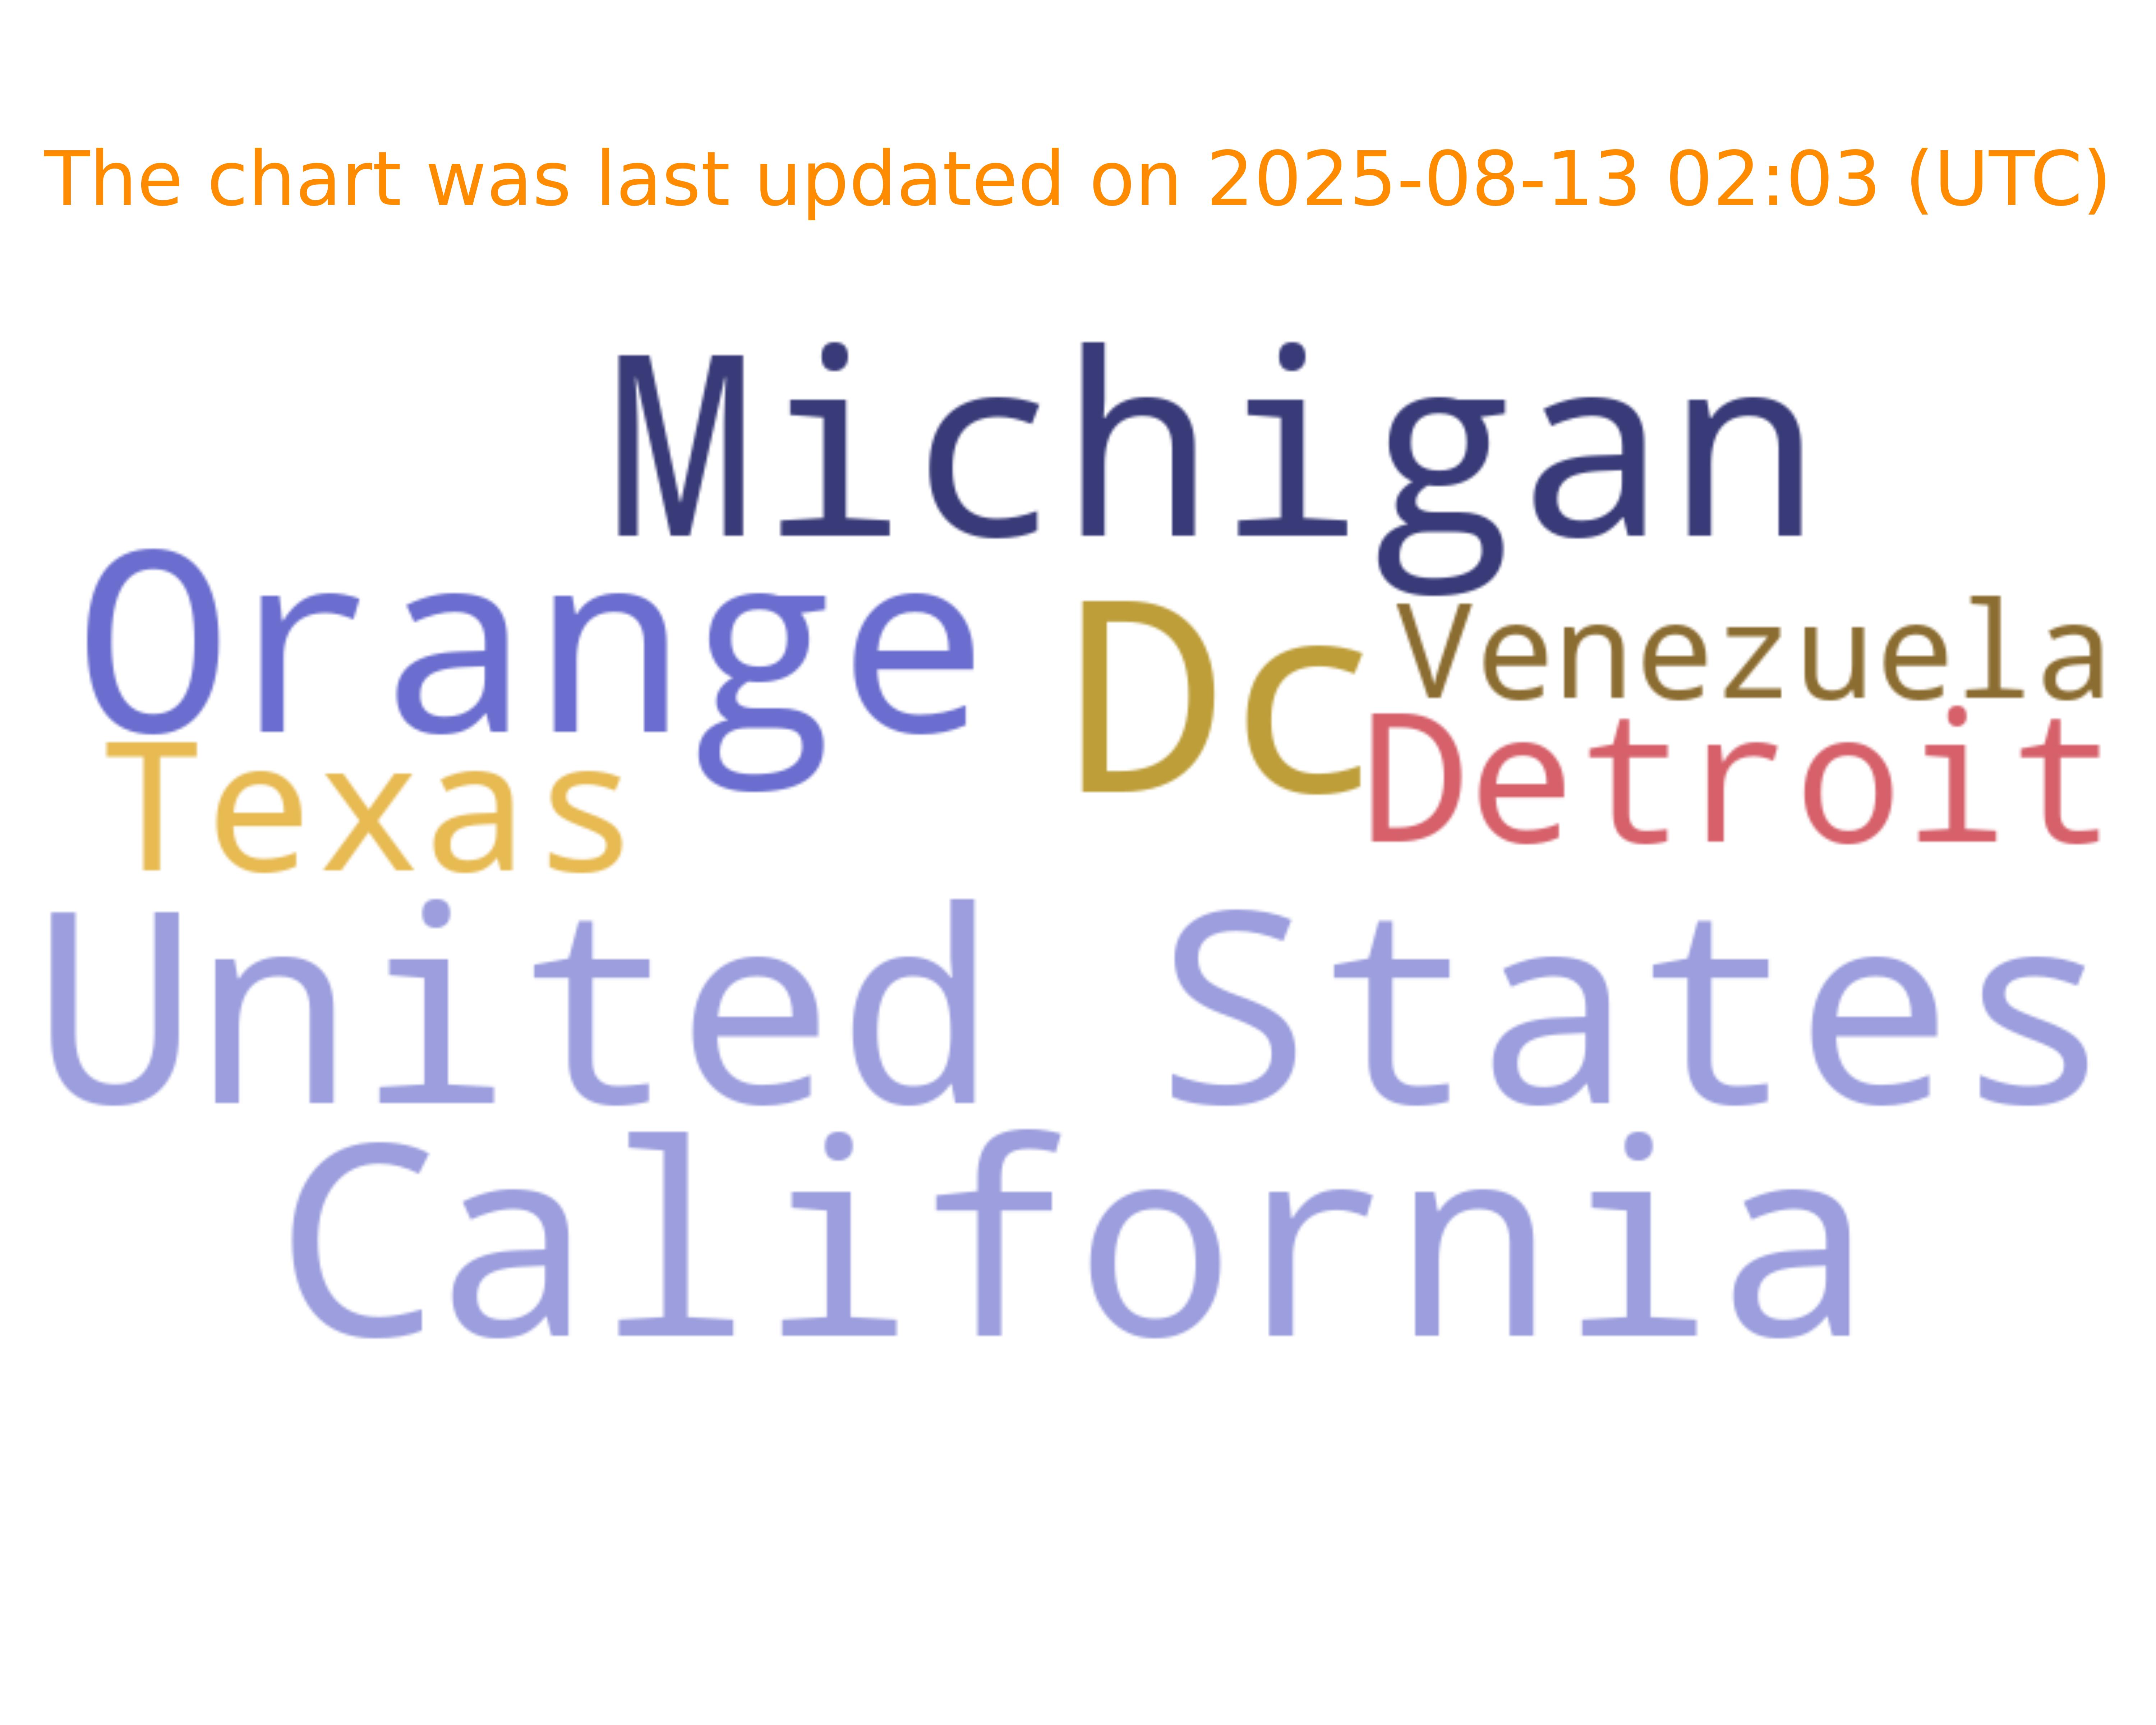 The chart was last updated on 2025-08-13 02:03 (UTC)
Michigan
Orange Dc Venezuela
Texas Detroit
United States
California